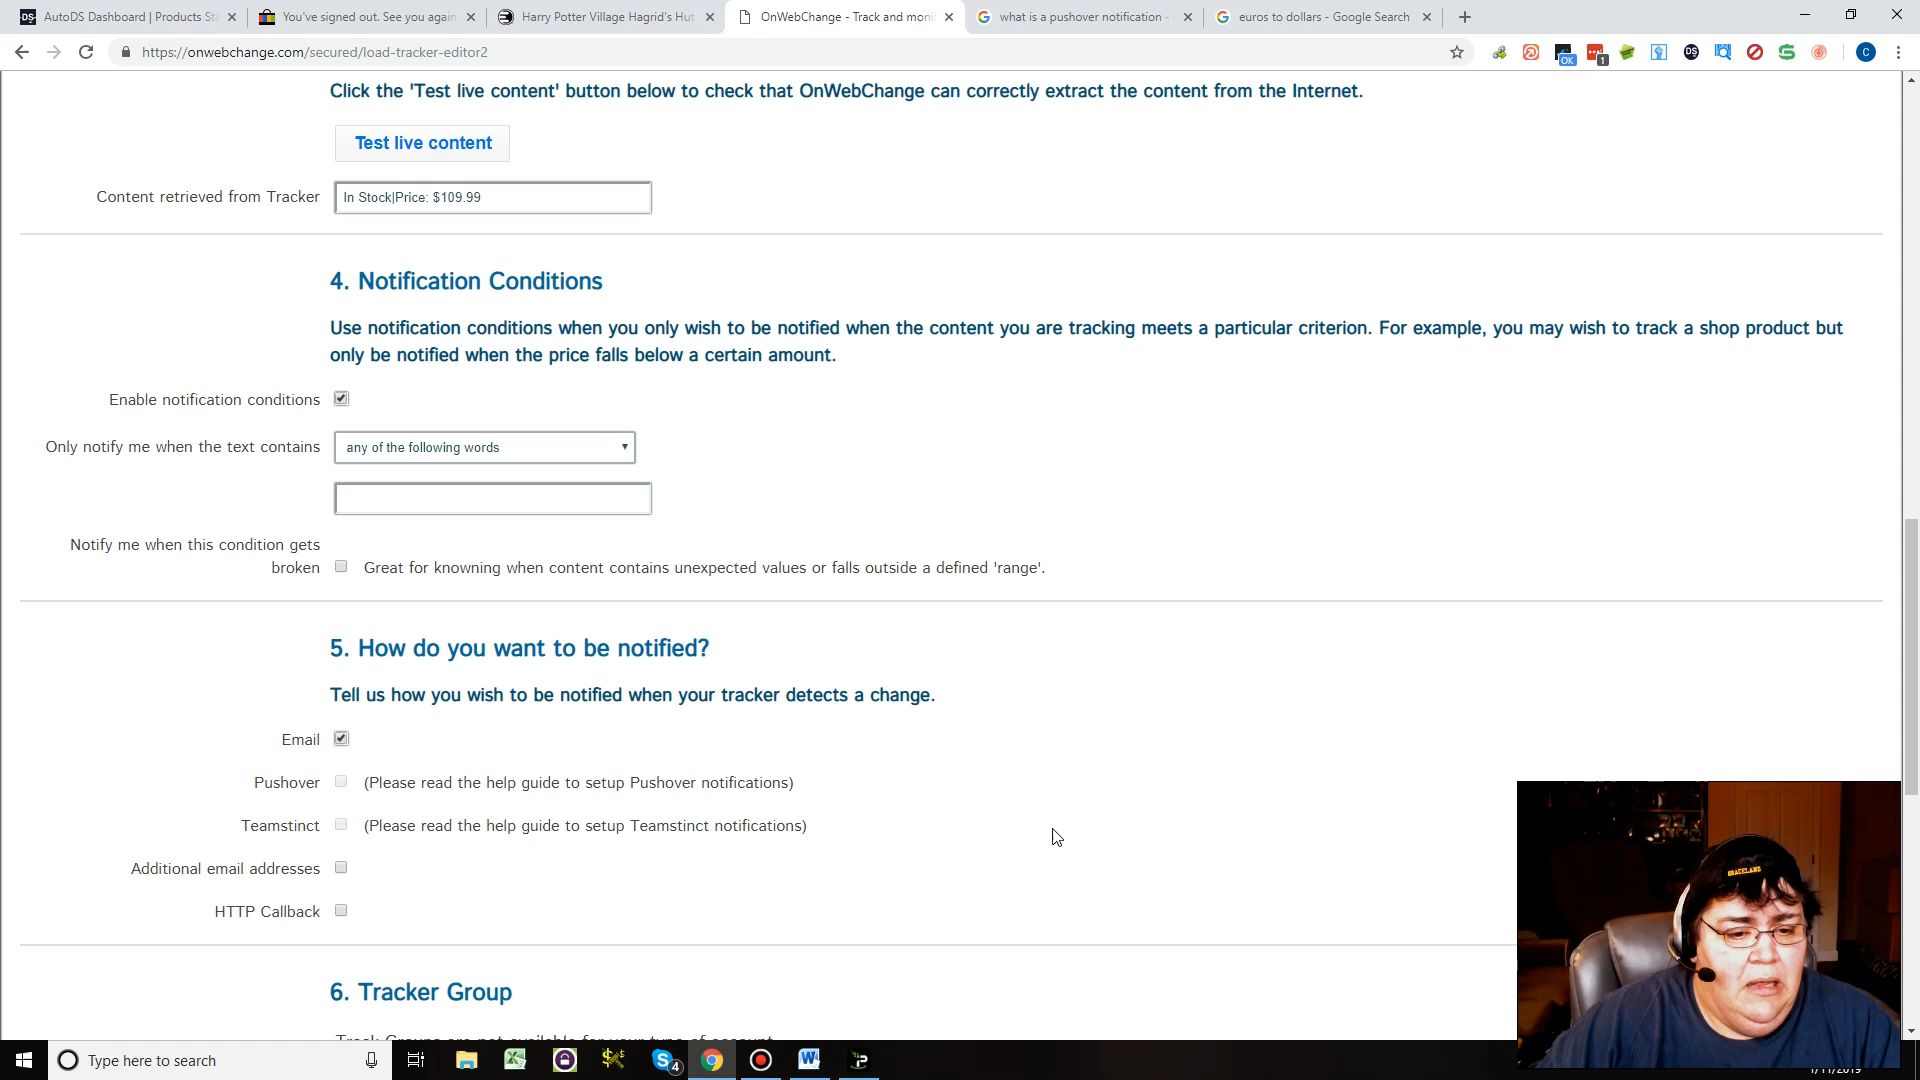 AutoDS Dashboard | Products St
You've signed out. See you again
Harry Potter Village Hagrid's Hut
OnWebChange - Track and moni
what is a pushover notification -
euros to dollars - Google Search
https://onwebchange.com/secured/load-tracker-editor2
Click the 'Test live content' button below to check that OnWebChange can correctly extract the content from the Internet.
Test live content
Content retrieved from Tracker
In Stock|Price: $109.99
4. Notification Conditions
Use notification conditions when you only wish to be notified when the content you are tracking meets a particular criterion. For example, you may wish to track a shop product but
only be notified when the price falls below a certain amount.
Enable notification conditions
Only notify me when the text contains
any of the following words
Notify me when this condition gets
broken
Great for knowning when content contains unexpected values or falls outside a defined 'range'.
5. How do you want to be notified?
Tell us how you wish to be notified when your tracker detects a change.
Email
Pushover
(Please read the help guide to setup Pushover notifications)
Teamstinct
(Please read the help guide to setup Teamstinct notifications)
Additional email addresses
HTTP Callback
6. Tracker Group
GRACELAND
Type here to search
4
1/11/2019